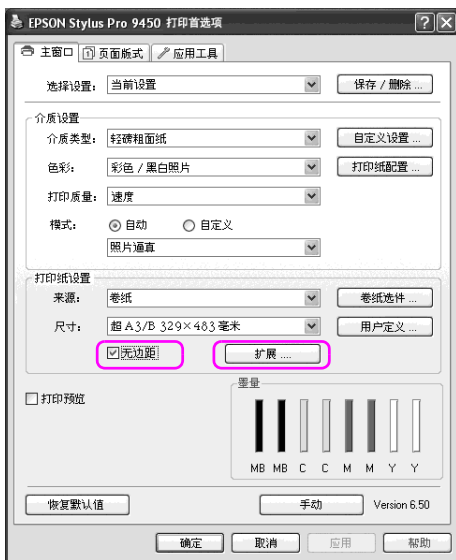 EPSON Stylus Pro 9450 打印首选项
主窗口 页面版式 应用工具
选择设置： 当前设置 保存 / 删除 ...
介质设置
介质类型： 轻磅粗面纸 自定义设置 ...
色彩： 彩色 / 黑白照片 打印纸配置 ...
打印质量： 速度
模式： 自动 自定义
照片逼真
打印纸设置
来源： 卷纸 卷纸选件 ...
尺寸： 超 A3/B 329×483 毫米 用户定义 ...
无边距 扩展 ....
打印预览
墨量
MB MB C C M M Y Y
恢复默认值 手动 Version 6.50
确定 取消 应用 帮助